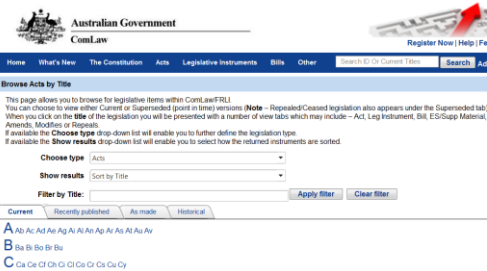 Australian Government
ComLaw
Register Now | Help | Fe
Home What's New The Constitution Acts Legislative Instruments Bills Other Search ID Or Current Titles Search Ad
Browse Acts by Title
This page allows you to browse for legislative items within ComLaw/FRLI.
You can choose to view either Current or Superseded (point in time) versions (Note – Repealed/Ceased legislation also appears under the Superseded tab)
When you click on the title of the legislation you will be presented with a number of view tabs which may include – Act, Leg Instrument, Bill, ES/Supp Material,
Amends, Modifies or Repeals.
If available the Choose type drop-down list will enable you to further define the legislation type.
If available the Show results drop-down list will enable you to select how the returned instruments are sorted.
Choose type Acts
Show results Sort by Title
Filter by Title: Apply filter Clear filter
Current Recently published As made Historical
A Ab Ac Ad Ae Ag Ai Al An Ap Ar As At Au Av
B Ba Bi Bo Br Bu
C Ca Ce Cf Ch Ci Cl Co Cr Cs Cu Cy